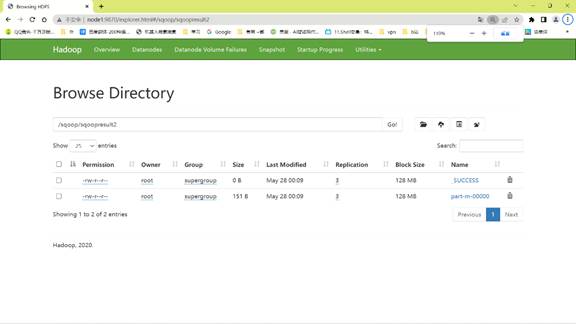 Browsing HDFS
node1:9870/explorer.html#/sqoop/sqoopresult2
110%
Hadoop Overview Datanodes Datanode Volume Failures Snapshot Startup Progress Utilities
Browse Directory
/sqoop/sqoopresult2 Go!
Show 25 entries Search:
Permission Owner Group Size Last Modified Replication Block Size Name
-rw-r--r-- root supergroup 0 B May 28 00:09 3 128 MB _SUCCESS
-rw-r--r-- root supergroup 151 B May 28 00:09 3 128 MB part-m-00000
Showing 1 to 2 of 2 entries Previous 1 Next
Hadoop, 2020.